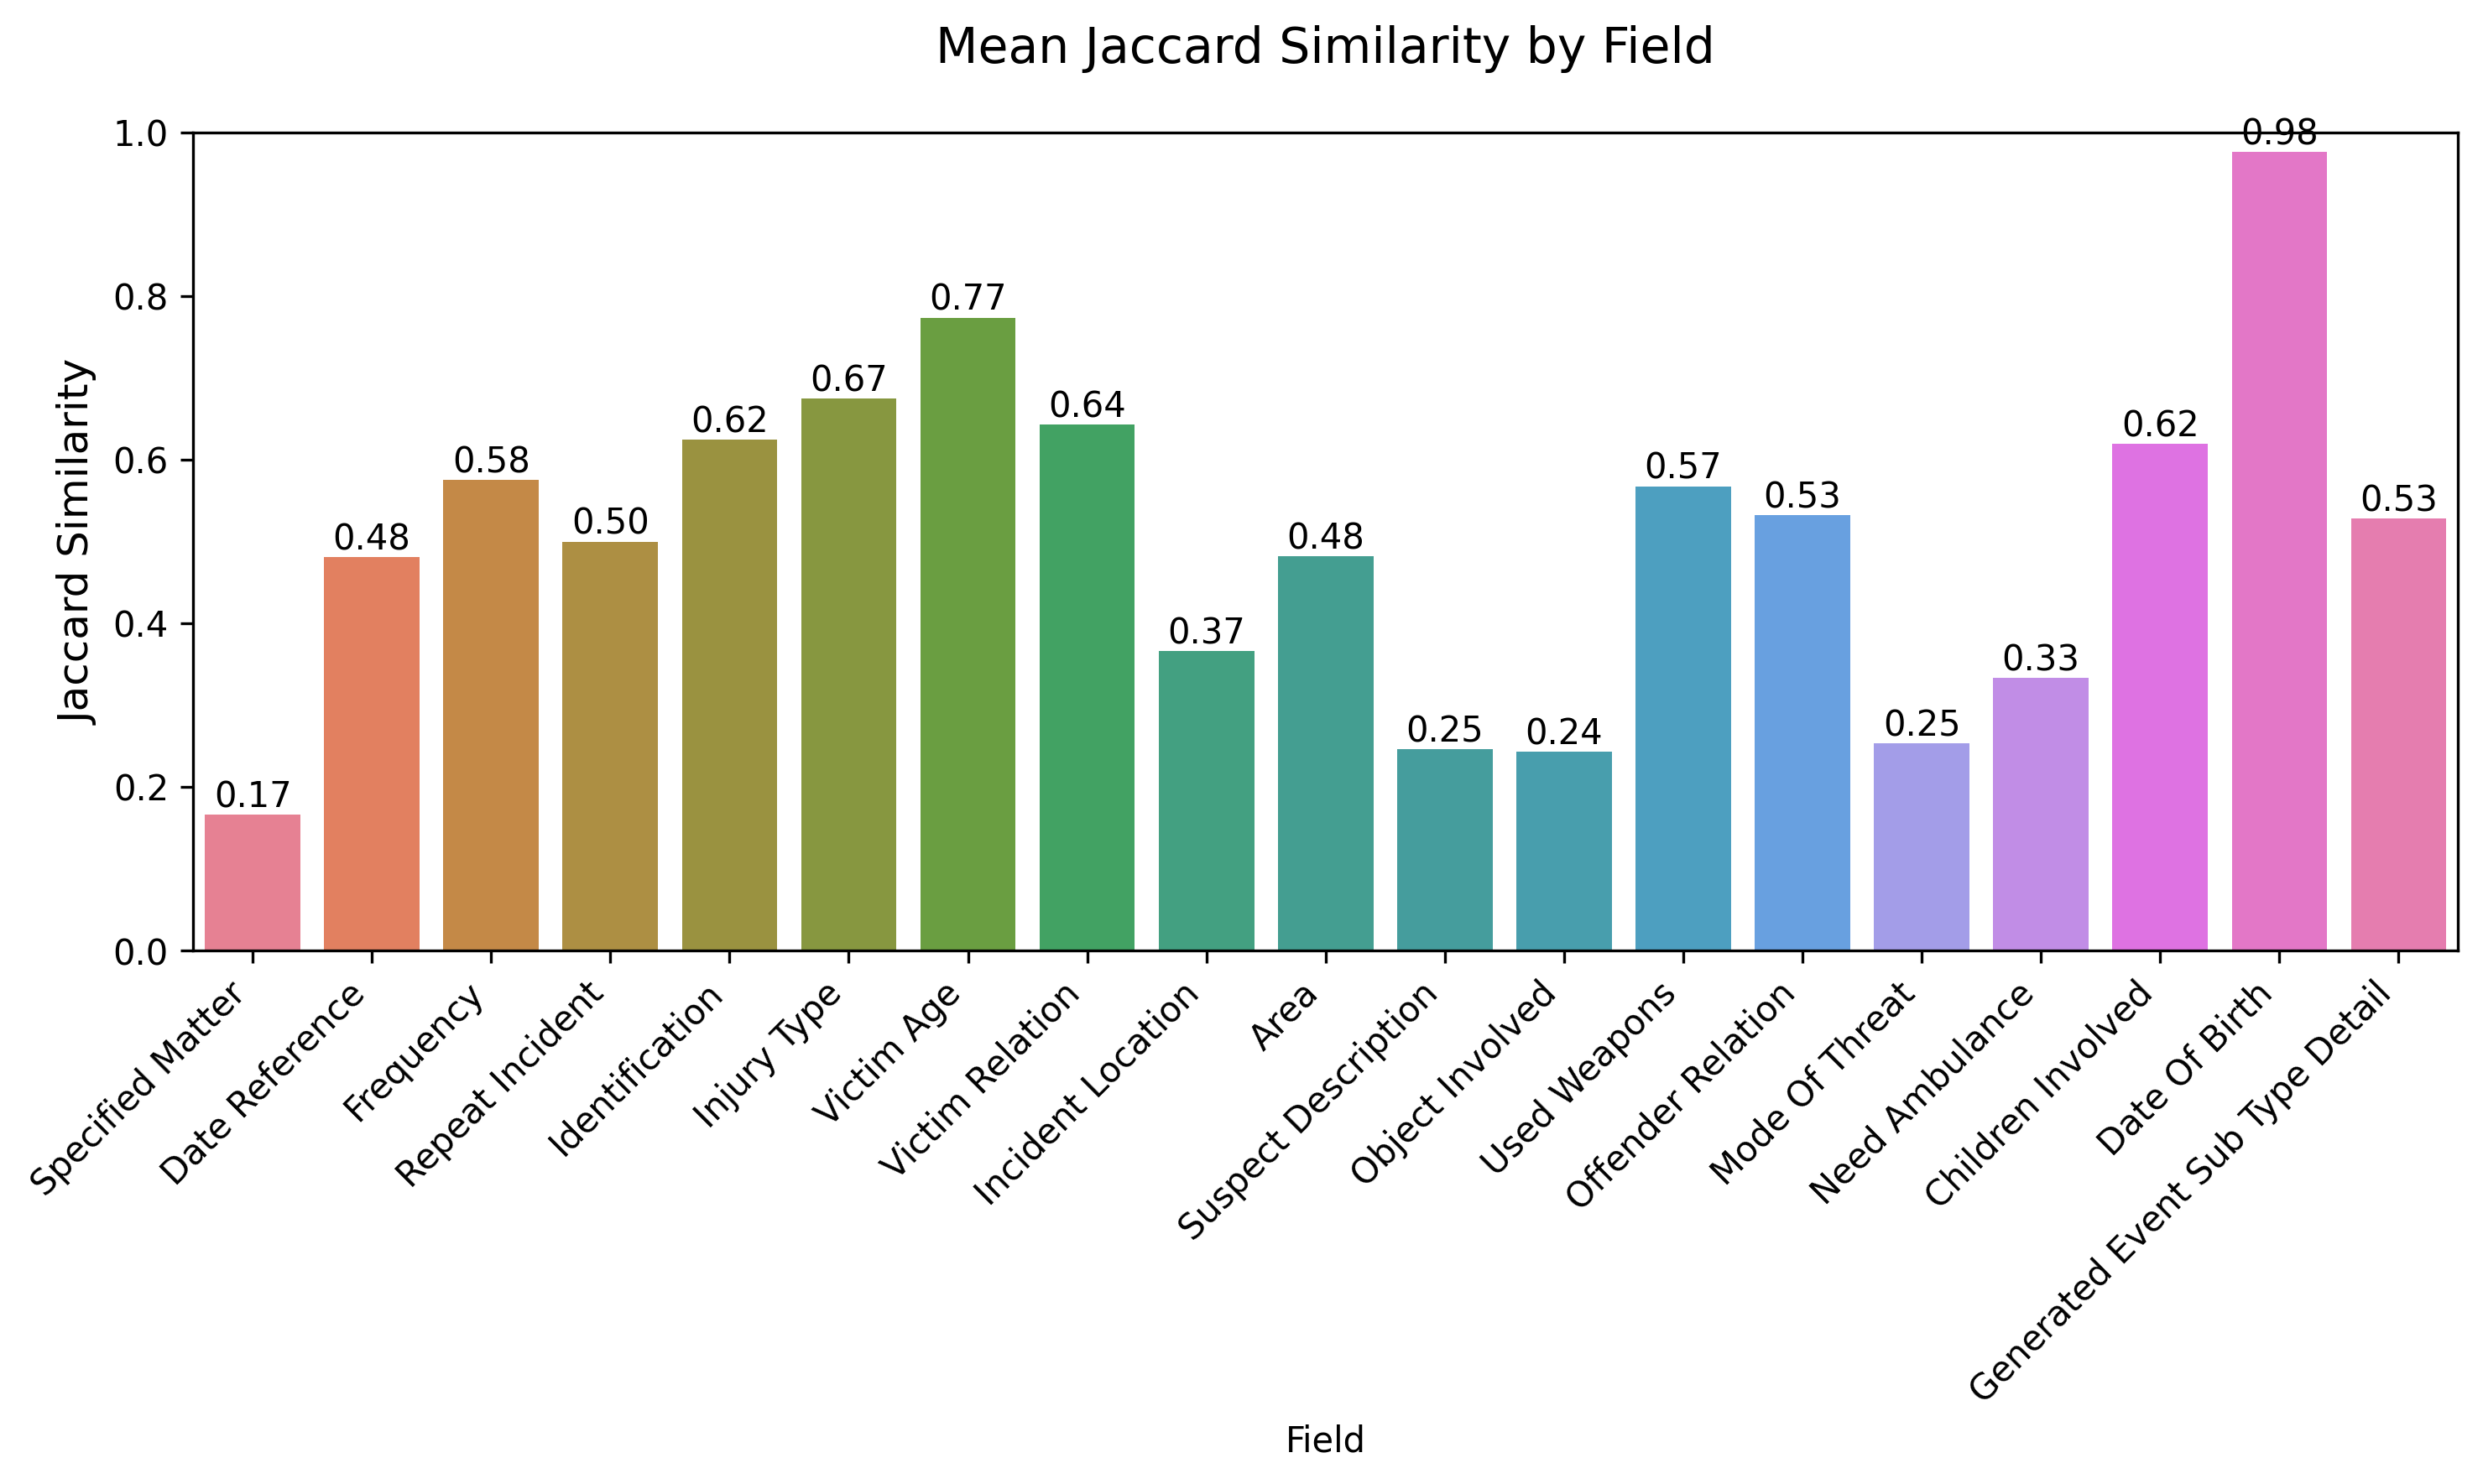 Mean Jaccard Similarity by Field
Jaccard Similarity
1.0
0.8
0.6
0.4
0.2
0.0
0.17
0.48
0.58
0.50
0.62
0.67
0.77
0.64
0.37
0.48
0.25
0.24
0.57
0.53
0.25
0.33
0.62
0.98
0.53
Specified Matter
Date Reference
Frequency
Repeat Incident
Identification
Injury Type
Victim Age
Victim Relation
Incident Location
Area
Suspect Description
Object Involved
Used Weapons
Offender Relation
Mode Of Threat
Need Ambulance
Children Involved
Date Of Birth
Generated Event Sub Type Detail
Field